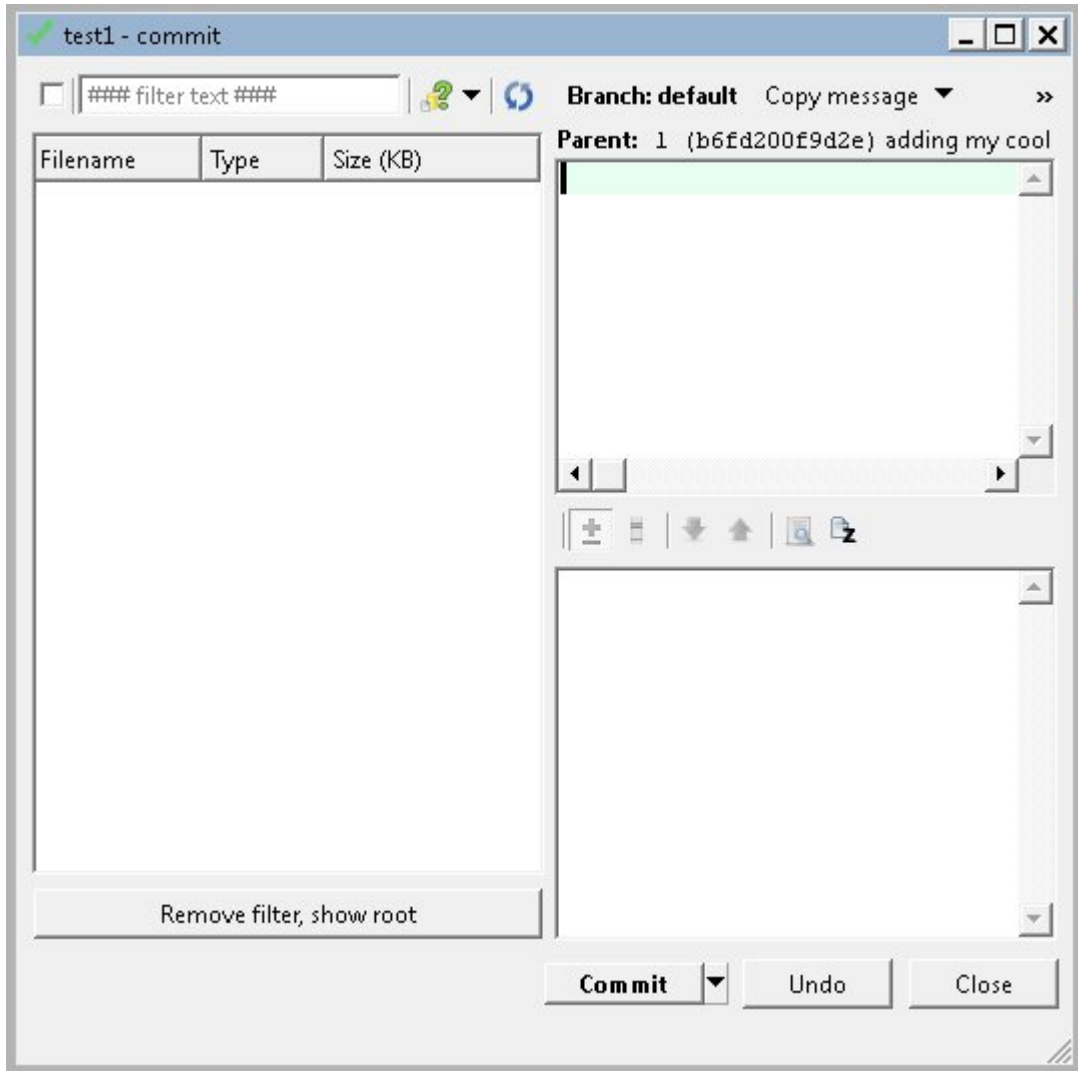 test1 - commit
### filter text ###
Branch: default Copy message »
Parent: 1 (b6fd200f9d2e) adding my cool
Filename Type Size (KB)
Remove filter, show root
Commit Undo Close